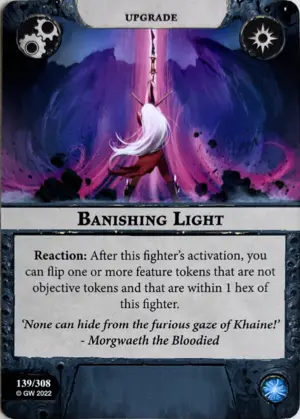 UPGRADE
BANISHING LIGHT
Reaction: After this fighter's activation, you
can flip one or more feature tokens that are not
objective tokens and that are within 1 hex of
this fighter.
'None can hide from the furious gaze of Khaine!'
- Morgwaeth the Bloodied
139/308
© GW 2022